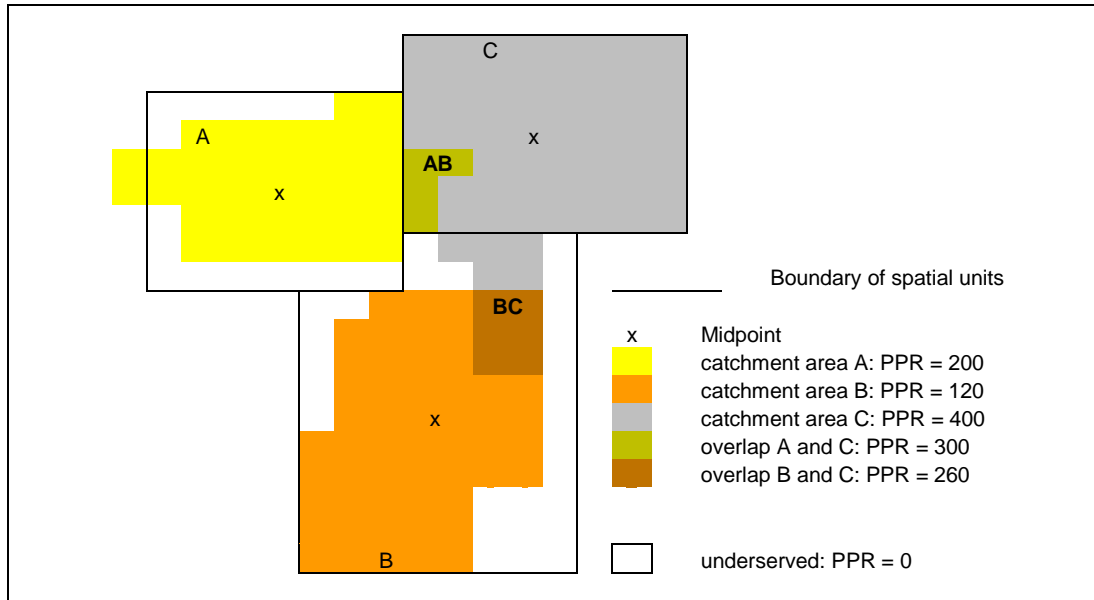 C
A
x
AB
x
Boundary of spatial units
BC
x Midpoint
catchment area A: PPR = 200
catchment area B: PPR = 120
x
catchment area C: PPR = 400
overlap A and C: PPR = 300
overlap B and C: PPR = 260
B
underserved: PPR = 0